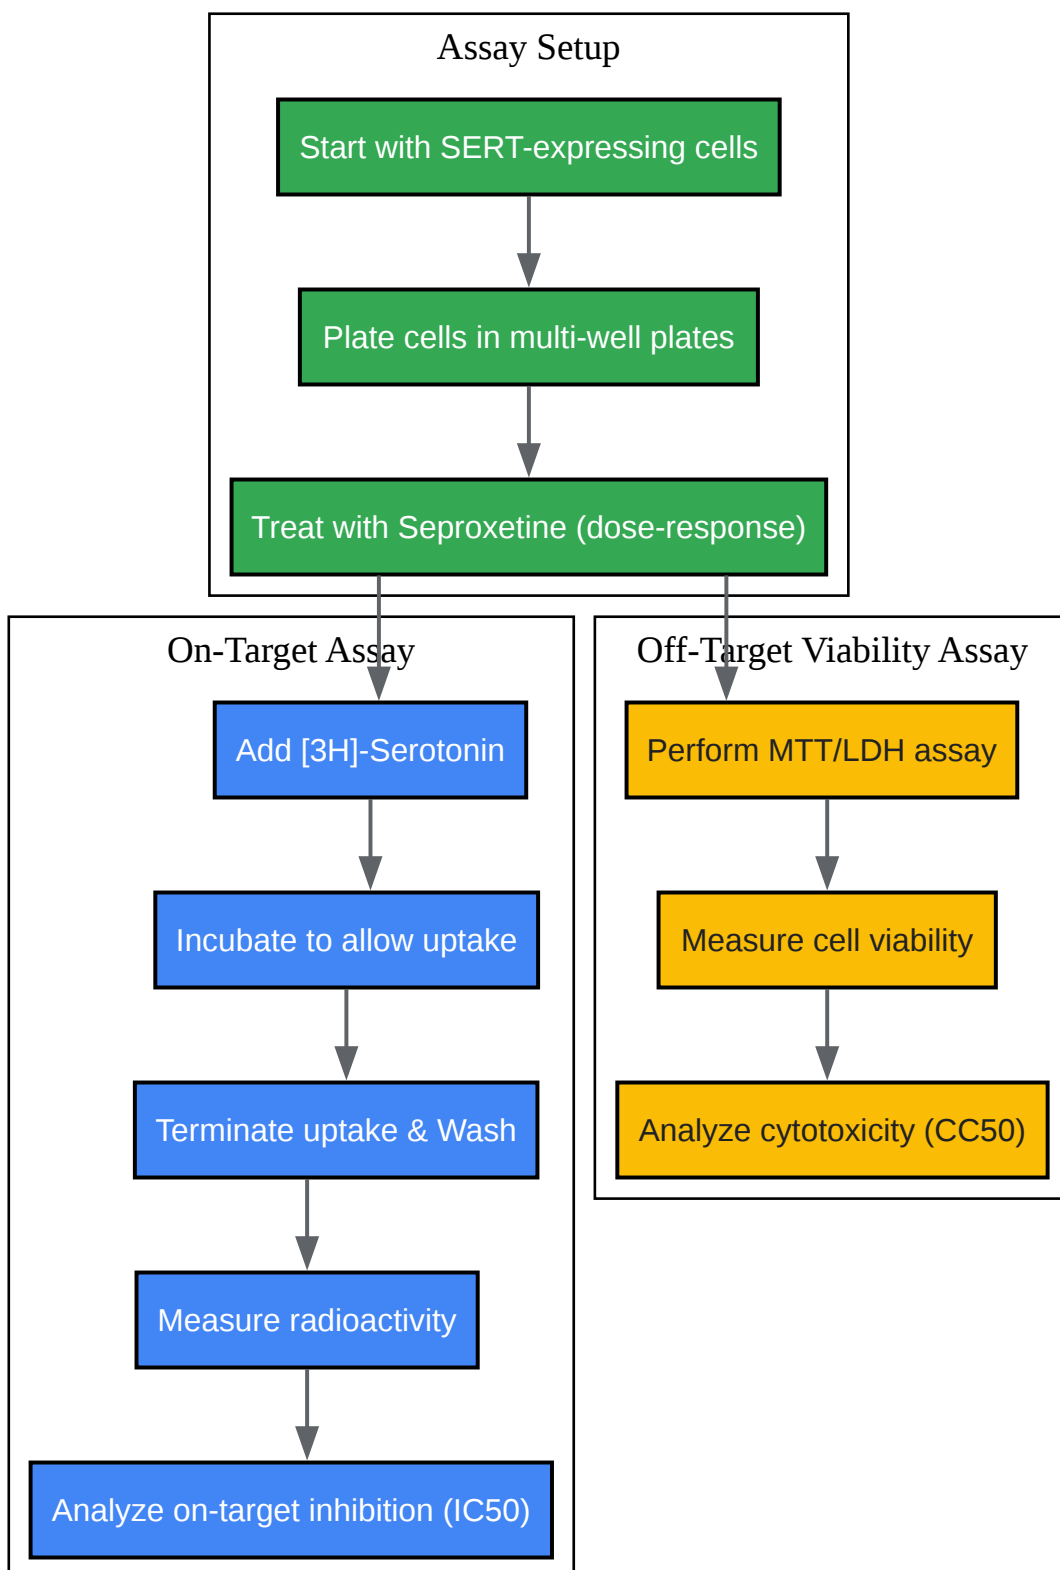 Assay Setup
Start with SERT-expressing cells
Plate cells in multi-well plates
Treat with Seproxetine (dose-response)
On-Target Assay
Add [3H]-Serotonin
Incubate to allow uptake
Terminate uptake & Wash
Measure radioactivity
Analyze on-target inhibition (IC50)
Off-Target Viability Assay
Perform MTT/LDH assay
Measure cell viability
Analyze cytotoxicity (CC50)